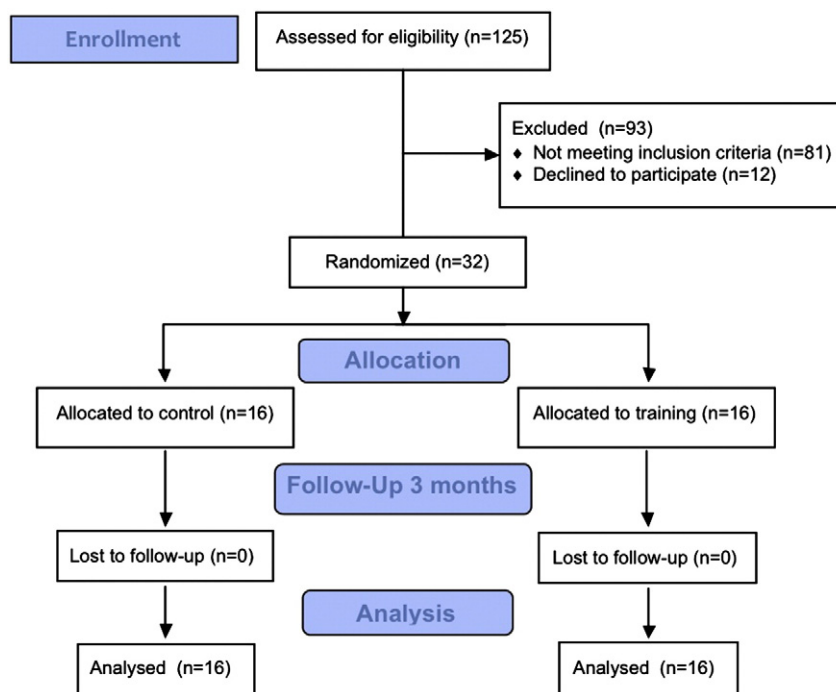 Enrollment
Assessed for eligibility (n=125)
Excluded (n=93)
♦ Not meeting inclusion criteria (n=81)
♦ Declined to participate (n=12)
Randomized (n=32)
Allocation
Allocated to control (n=16)
Allocated to training (n=16)
Follow-Up 3 months
Lost to follow-up (n=0)
Lost to follow-up (n=0)
Analysis
Analysed (n=16)
Analysed (n=16)